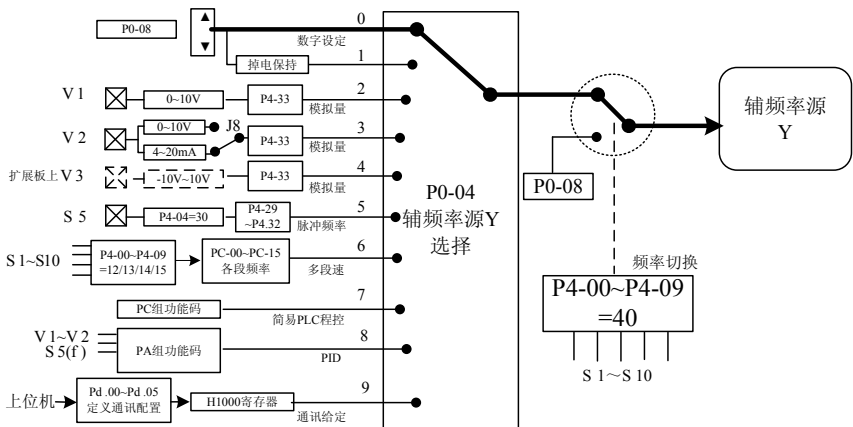 P0-08
▲
▼
0
数字设定
掉电保持
1
V 1
0~10V
P4-33
2
模拟量
V 2
0~10V
4~20mA
J8
P4-33
3
模拟量
扩展板上 V 3
-10V~10V
P4-33
4
模拟量
S 5
P4-04=30
P4-29
~P4.32
5
脉冲频率
S 1~S10
P4-00~P4-09
=12/13/14/15
PC-00~PC-15
各段频率
6
多段速
PC组功能码
7
简易PLC程控
V 1~V 2
S 5(f )
PA组功能码
8
PID
上位机
Pd .00~Pd .05
定义通讯配置
H1000寄存器
9
通讯给定
P0-04
辅频率源Y
选择
P0-08
辅频率源
Y
频率切换
P4-00~P4-09
=40
S 1~S 10